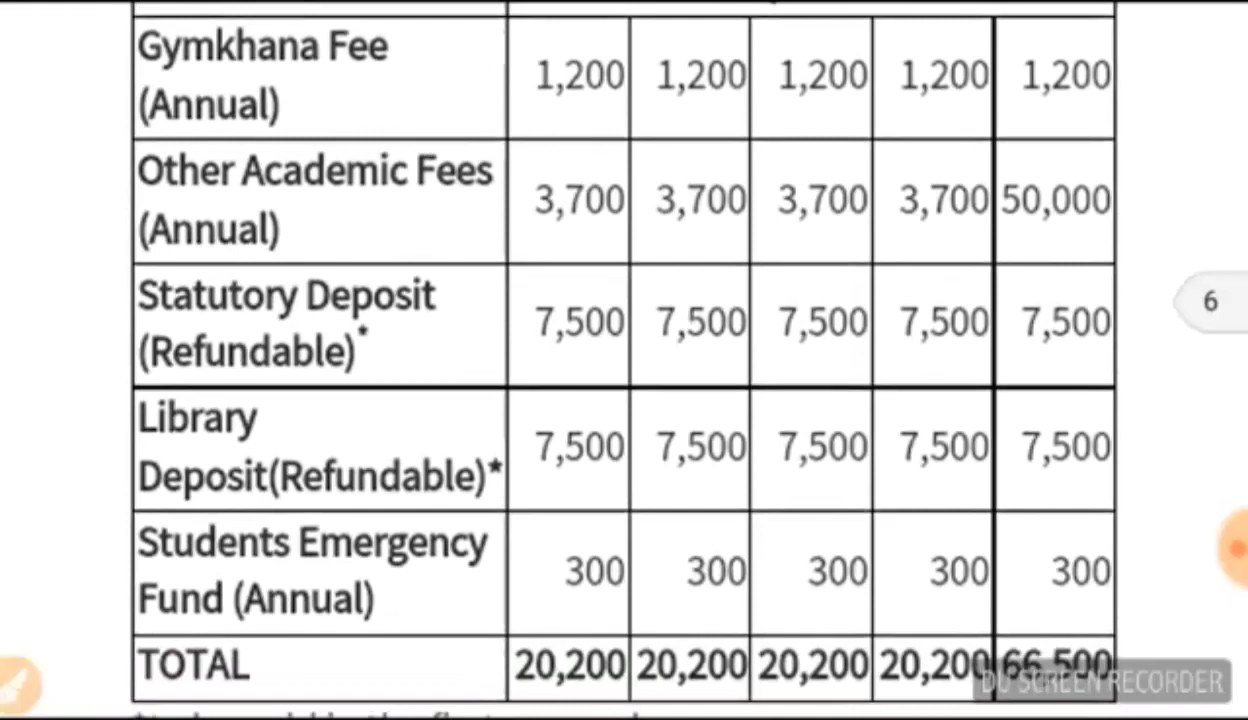 Gymkhana Fee
(Annual)
1,200 1,200 1,200 1,200 1,200
Other Academic Fees
(Annual)
3,700 3,700 3,700 3,700 50,000
Statutory Deposit
(Refundable)*
7,500 7,500 7,500 7,500 7,500
Library
Deposit(Refundable)*
7,500 7,500 7,500 7,500 7,500
Students Emergency
Fund (Annual)
300 300 300 300 300
TOTAL 20,200 20,200 20,200 20,200 66,500
6
DU SCREEN RECORDER